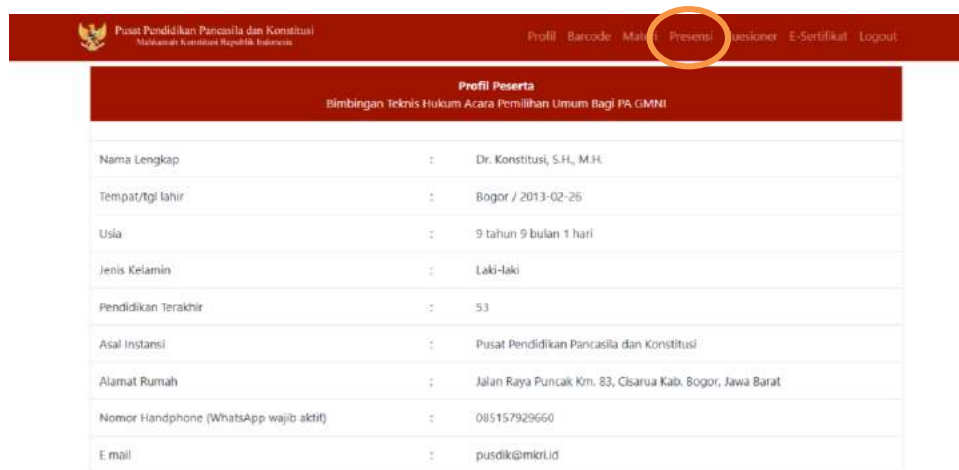 Pusat Pendidikan Pancasila dan Konstitusi
Mahkamah Konstitusi Republik Indonesia
Profil Barcode Materi Presensi Kuesioner E-Sertifikat Logout
Profil Peserta
Bimbingan Teknis Hukum Acara Pemilihan Umum Bagi PA GMNI
Nama Lengkap : Dr. Konstitusi, S.H., M.H.
Tempat/tgl lahir : Bogor / 2013-02-26
Usia : 9 tahun 9 bulan 1 hari
Jenis Kelamin : Laki-laki
Pendidikan Terakhir : S3
Asal Instansi : Pusat Pendidikan Pancasila dan Konstitusi
Alamat Rumah : Jalan Raya Puncak Km. 83, Cisarua Kab. Bogor, Jawa Barat
Nomor Handphone (WhatsApp wajib aktif) : 085157929660
E mail : pusdik@mkri.id